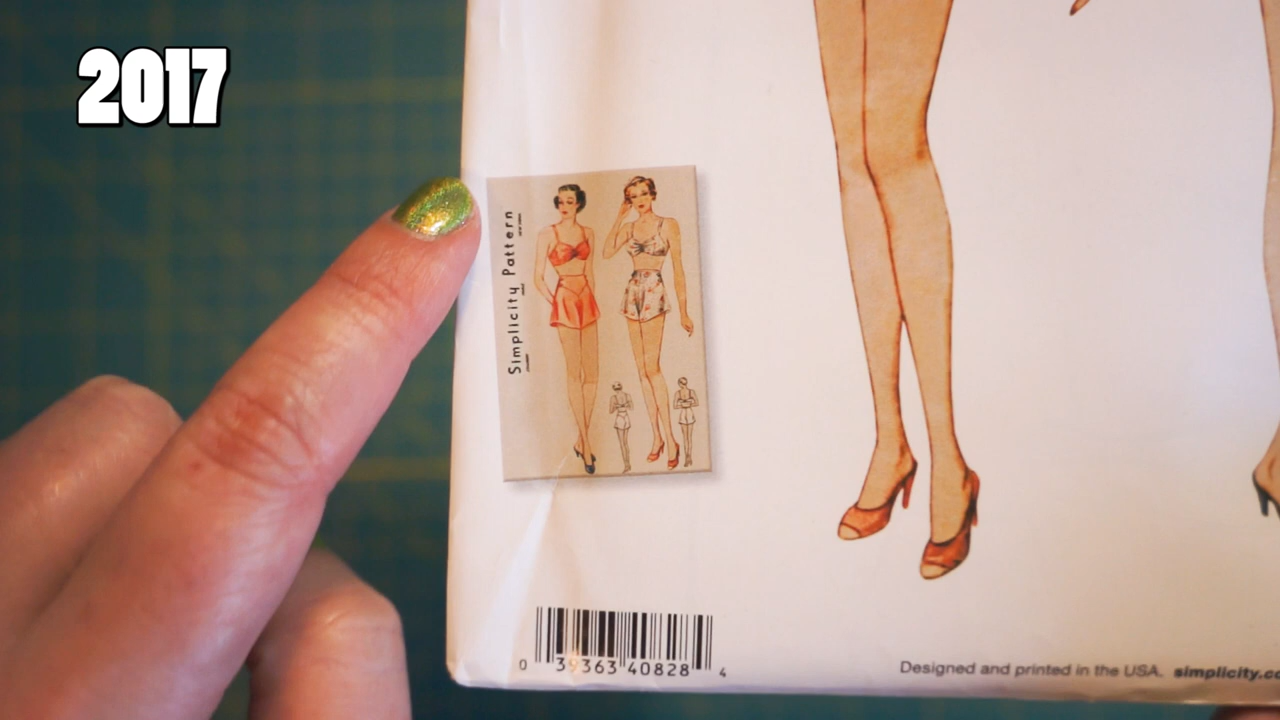 2017
Simplicity Pattern
0 39363 40828 4
Designed and printed in the USA. simplicity.co